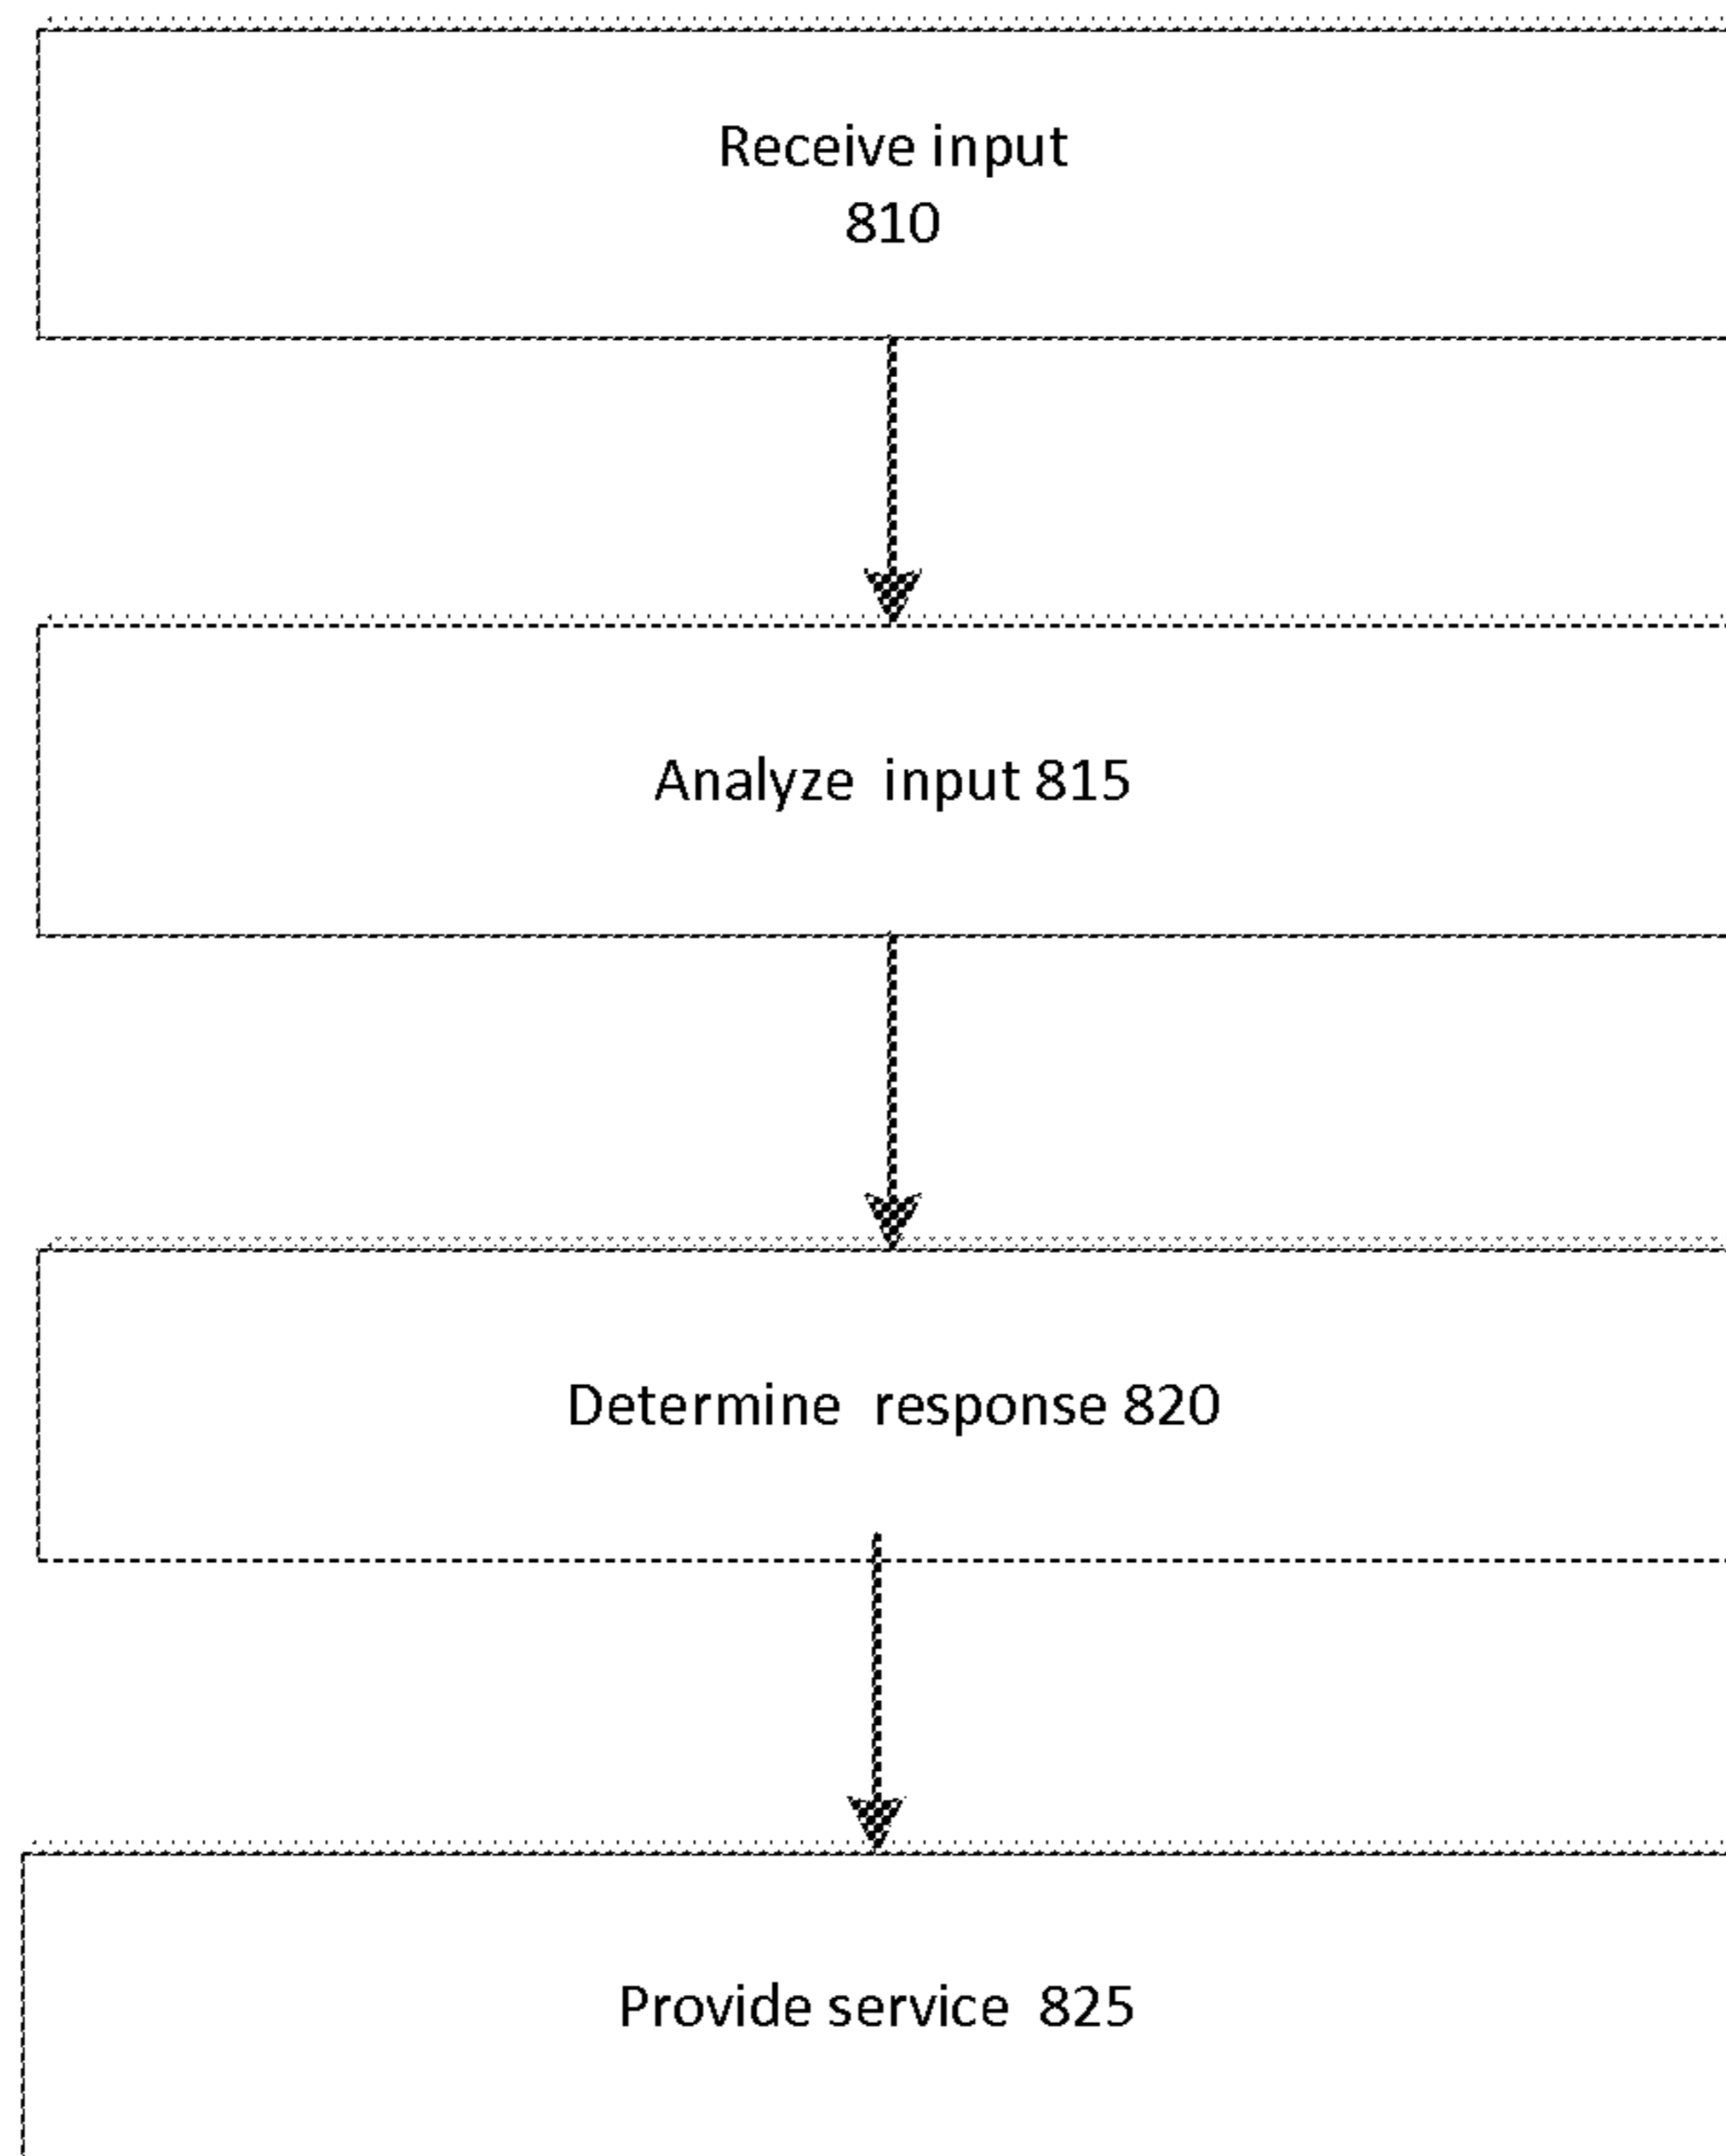 Receive input
810
Analyze input 815
Determine response 820
Provide service 825